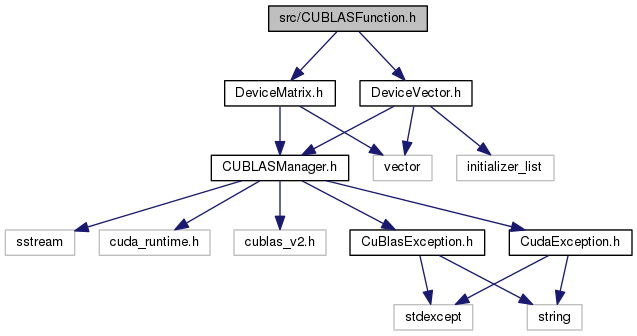 src/CUBLASFunction.h
DeviceMatrix.h
DeviceVector.h
CUBLASManager.h
vector
initializer_list
sstream
cuda_runtime.h
cublas_v2.h
CuBlasException.h
CudaException.h
stdexcept
string